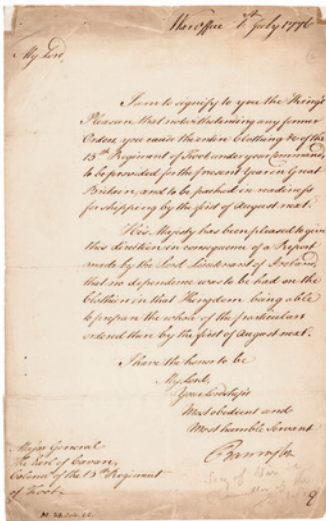 War Office 1st July 1776
My Lord,
I am to signify to you the King's
Pleasure, that notwithstanding any former
Orders, you cause the entire Cloathing &c of the
15th Regiment of Foot under your Command,
to be provided for the present Year in Great
Britain, and to be packed in readiness
for shipping by the first of August next.
His Majesty has been pleased to give
this direction in consequence of a Report
made by the Lord Lieutenant of Ireland,
that no dependence was to be had on the
Clothiers in that Kingdom being able
to prepare the whole of the particulars
ordered there by the first of August next.
I have the honor to be
My Lord,
Your Lordship's
Most obedient and
Most humble Servant
Barrington
Major General
The Earl of Cavan,
Colonel of the 15th Regiment
of Foot.